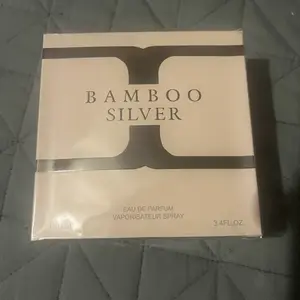 BAMBOO
SILVER
EAU DE PARFUM
VAPORISATEUR SPRAY
3.4FL.OZ.